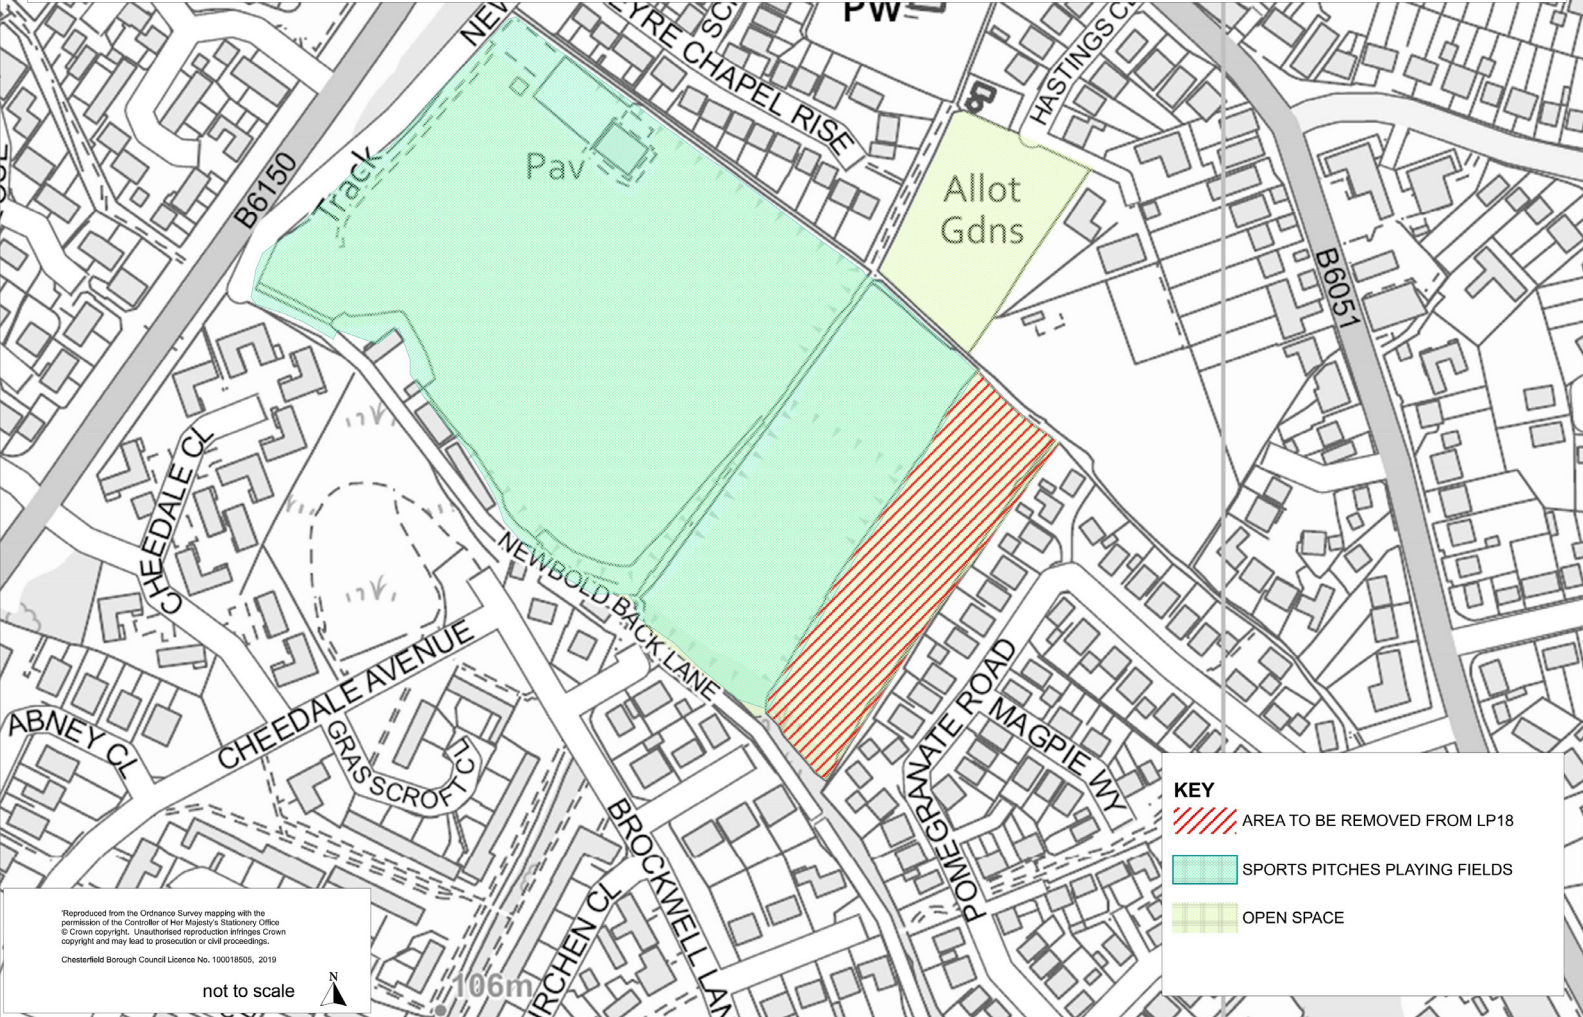 PW
HASTINGS
CHAPEL RISE
B6150
Track
Pav
Allot
Gdns
B6051
CHEEDALE CL
NEWBOLD BACK LANE
CHEEDALE AVENUE
ABNEY CL
GRASSCROFT CL
POMEGRANATE ROAD
MAGPIE WY
BROCKWELL
106m
KEY
AREA TO BE REMOVED FROM LP18
SPORTS PITCHES PLAYING FIELDS
OPEN SPACE
'Reproduced from the Ordnance Survey mapping with the
permission of the Controller of Her Majesty's Stationery Office
© Crown copyright. Unauthorised reproduction infringes Crown
copyright and may lead to prosecution or civil proceedings.
Chesterfield Borough Council Licence No. 100018505, 2019
N
not to scale